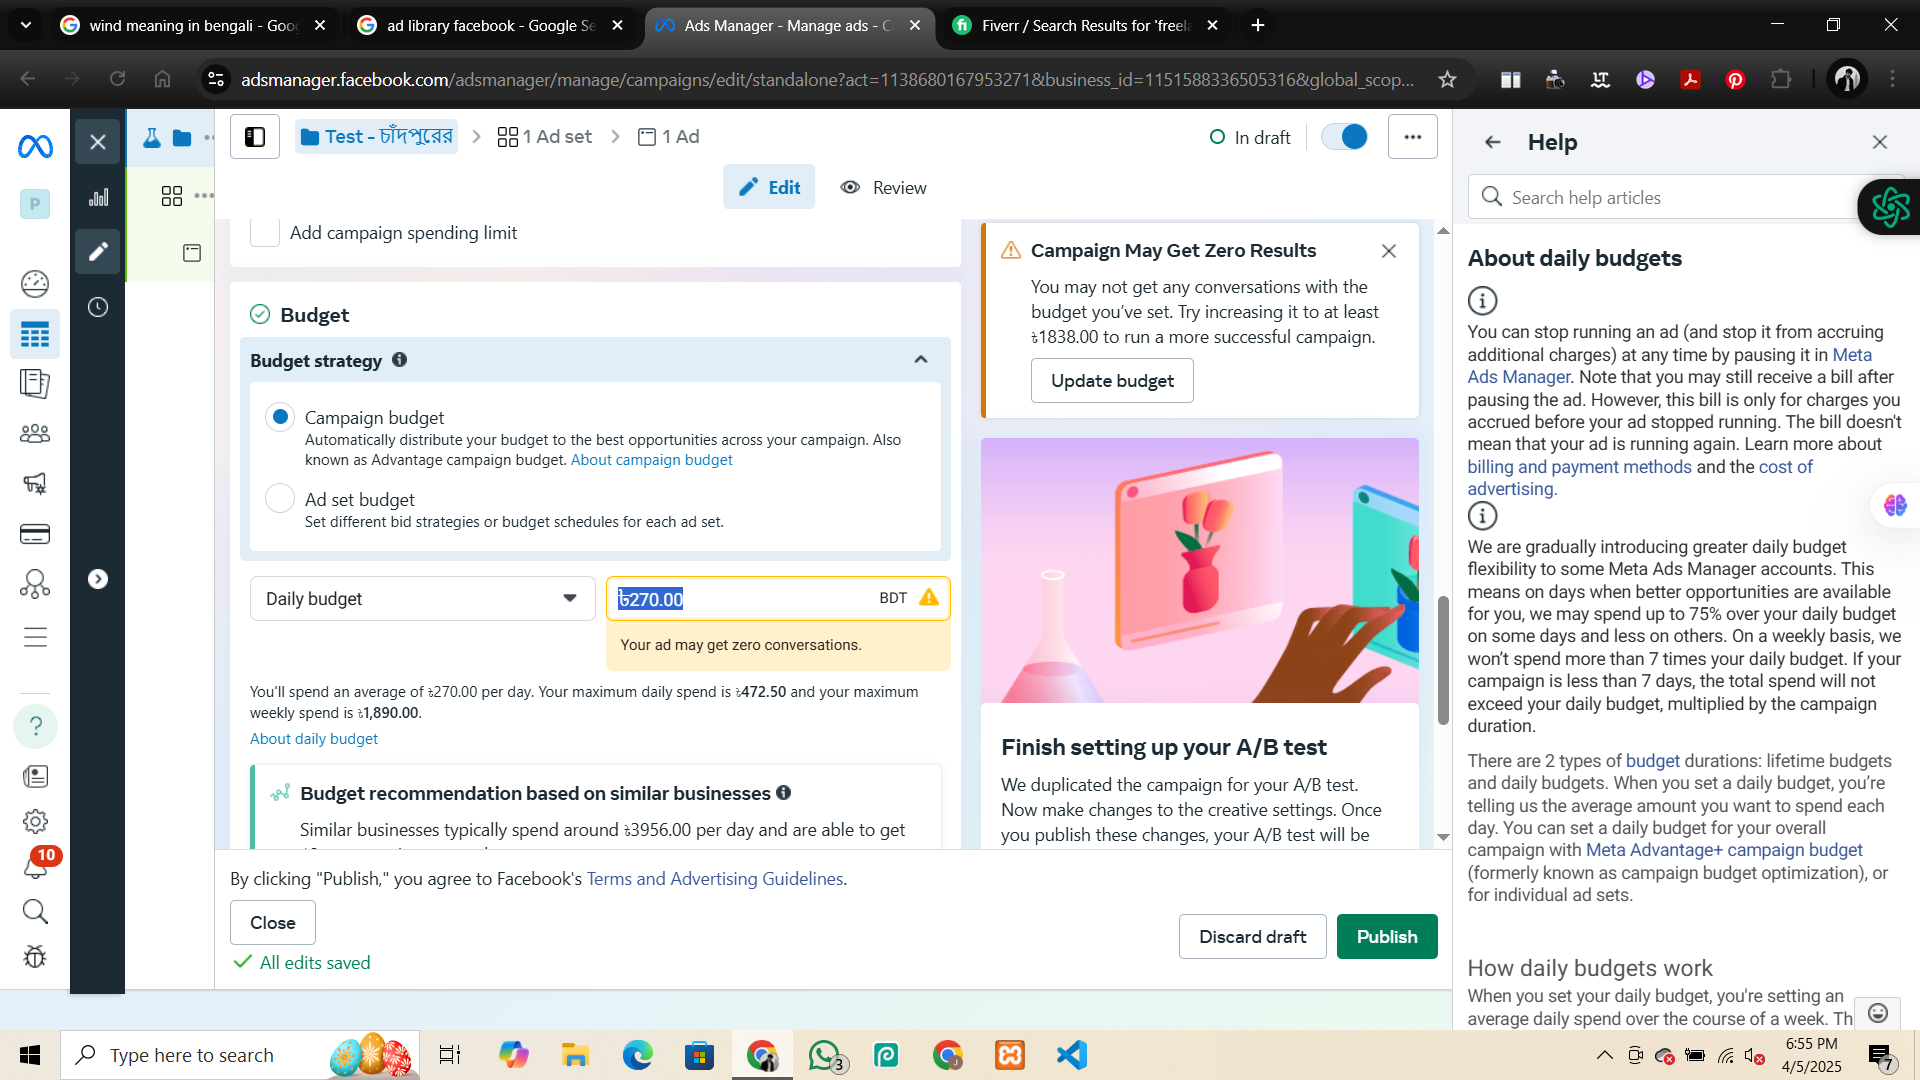 wind meaning in bengali - Goo
ad library facebook - Google Se
Ads Manager - Manage ads - C
Fiverr / Search Results for 'freela
adsmanager.facebook.com/adsmanager/manage/campaigns/edit/standalone?act=1138680167953271&business_id=1151588336505316&global_scop...
Test - চাঁদপুরের
1 Ad set
1 Ad
In draft
Edit
Review
P
Add campaign spending limit
Budget
Budget strategy
Campaign budget
Automatically distribute your budget to the best opportunities across your campaign. Also
known as Advantage campaign budget. About campaign budget
Ad set budget
Set different bid strategies or budget schedules for each ad set.
Daily budget
৳270.00
BDT
Your ad may get zero conversations.
You'll spend an average of ৳270.00 per day. Your maximum daily spend is ৳472.50 and your maximum
weekly spend is ৳1,890.00.
About daily budget
Budget recommendation based on similar businesses
Similar businesses typically spend around ৳3956.00 per day and are able to get
Campaign May Get Zero Results
You may not get any conversations with the
budget you've set. Try increasing it to at least
৳1838.00 to run a more successful campaign.
Update budget
Finish setting up your A/B test
We duplicated the campaign for your A/B test.
Now make changes to the creative settings. Once
you publish these changes, your A/B test will be
By clicking "Publish," you agree to Facebook's Terms and Advertising Guidelines.
Close
Discard draft
Publish
All edits saved
10
Help
Search help articles
About daily budgets
You can stop running an ad (and stop it from accruing
additional charges) at any time by pausing it in Meta
Ads Manager. Note that you may still receive a bill after
pausing the ad. However, this bill is only for charges you
accrued before your ad stopped running. The bill doesn't
mean that your ad is running again. Learn more about
billing and payment methods and the cost of
advertising.
We are gradually introducing greater daily budget
flexibility to some Meta Ads Manager accounts. This
means on days when better opportunities are available
for you, we may spend up to 75% over your daily budget
on some days and less on others. On a weekly basis, we
won't spend more than 7 times your daily budget. If your
campaign is less than 7 days, the total spend will not
exceed your daily budget, multiplied by the campaign
duration.
There are 2 types of budget durations: lifetime budgets
and daily budgets. When you set a daily budget, you're
telling us the average amount you want to spend each
day. You can set a daily budget for your overall
campaign with Meta Advantage+ campaign budget
(formerly known as campaign budget optimization), or
for individual ad sets.
How daily budgets work
When you set your daily budget, you're setting an
average daily spend over the course of a week. Th
Type here to search
3
6:55 PM
4/5/2025
7